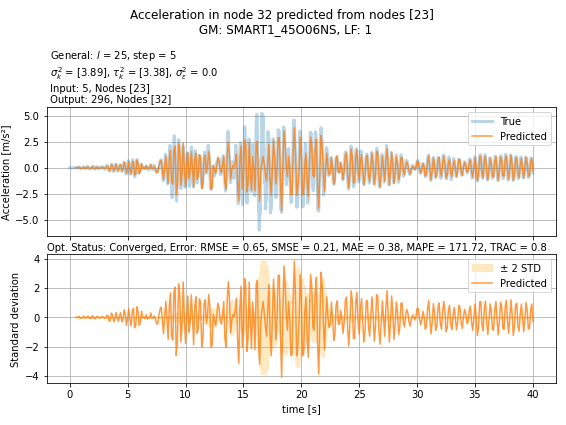 Acceleration in node 32 predicted from nodes [23]
GM: SMART1_45O06NS, LF: 1
General: l = 25, step = 5
σ²ₖ = [3.89], τ²ₖ = [3.38], σ²ₑ = 0.0
Input: 5, Nodes [23]
Output: 296, Nodes [32]
Acceleration [m/s²]
5.0
2.5
0.0
−2.5
−5.0
True
Predicted
Opt. Status: Converged, Error: RMSE = 0.65, SMSE = 0.21, MAE = 0.38, MAPE = 171.72, TRAC = 0.8
Standard deviation
4
2
0
−2
−4
± 2 STD
Predicted
0 5 10 15 20 25 30 35 40
time [s]